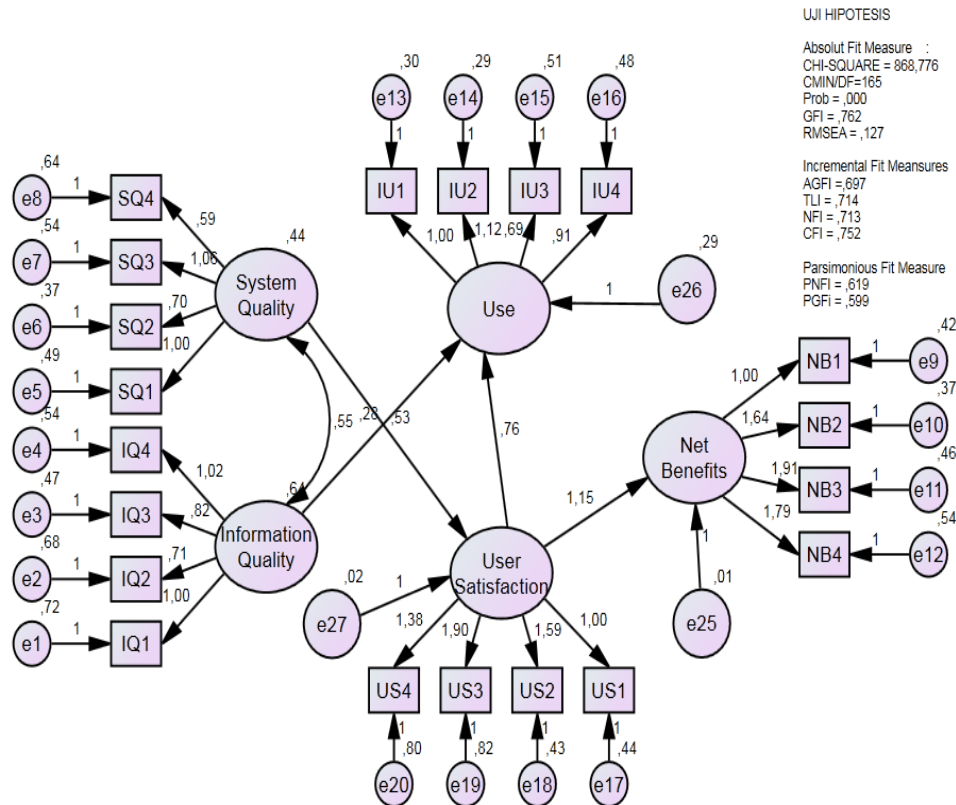 UJI HIPOTESIS
Absolut Fit Measure :
CHI-SQUARE = 868,776
CMIN/DF=165
Prob = ,000
GFI = ,762
RMSEA = ,127
Incremental Fit Meansures
AGFI =,697
TLI = ,714
NFI = ,713
CFI = ,752
Parsimonious Fit Measure
PNFI = ,619
PGFi = ,599
,30 ,29 ,51 ,48
e13 e14 e15 e16
1 1 1 1
IU1 IU2 IU3 IU4
1,00 1,12 ,69 ,91
Use
,29
e26
1
,64
e8 1 SQ4
,59
,54
e7 1 SQ3
1,06
,37
e6 1 SQ2
,70
,49
e5 1 SQ1
1,00
,44
System
Quality
,54
e4 1 IQ4
1,02
,47
e3 1 IQ3
,82
,68
e2 1 IQ2
,71
,72
e1 1 IQ1
1,00
,64
Information
Quality
,55 ,28 ,53
,76
1,15
Net
Benefits
,42
1,00 NB1 1 e9
,37
1,64 NB2 1 e10
,46
1,91 NB3 1 e11
,54
1,79 NB4 1 e12
1
,01
e25
User
Satisfaction
,02
e27 1
1,38 1,90 1,59 1,00
US4 US3 US2 US1
1 1 1 1
,80 ,82 ,43 ,44
e20 e19 e18 e17